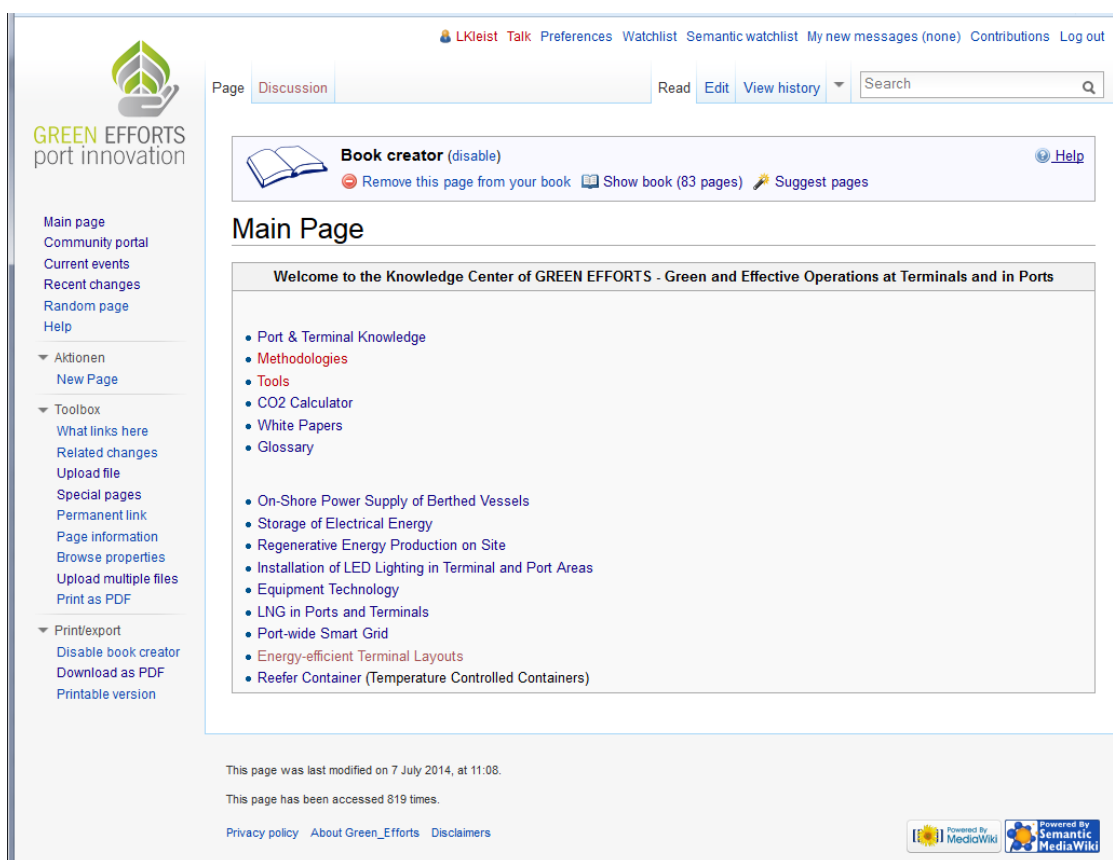 LKleist Talk Preferences Watchlist Semantic watchlist My new messages (none) Contributions Log out
GREEN EFFORTS
port innovation
Page Discussion Read Edit View history Search
Book creator (disable) Help
Remove this page from your book Show book (83 pages) Suggest pages
Main page
Community portal
Current events
Recent changes
Random page
Help
Aktionen
New Page
Toolbox
What links here
Related changes
Upload file
Special pages
Permanent link
Page information
Browse properties
Upload multiple files
Print as PDF
Print/export
Disable book creator
Download as PDF
Printable version
Main Page
Welcome to the Knowledge Center of GREEN EFFORTS - Green and Effective Operations at Terminals and in Ports
Port & Terminal Knowledge
Methodologies
Tools
CO2 Calculator
White Papers
Glossary
On-Shore Power Supply of Berthed Vessels
Storage of Electrical Energy
Regenerative Energy Production on Site
Installation of LED Lighting in Terminal and Port Areas
Equipment Technology
LNG in Ports and Terminals
Port-wide Smart Grid
Energy-efficient Terminal Layouts
Reefer Container (Temperature Controlled Containers)
This page was last modified on 7 July 2014, at 11:08.
This page has been accessed 819 times.
Privacy policy About Green_Efforts Disclaimers
Powered By
MediaWiki
Powered By
Semantic
MediaWiki